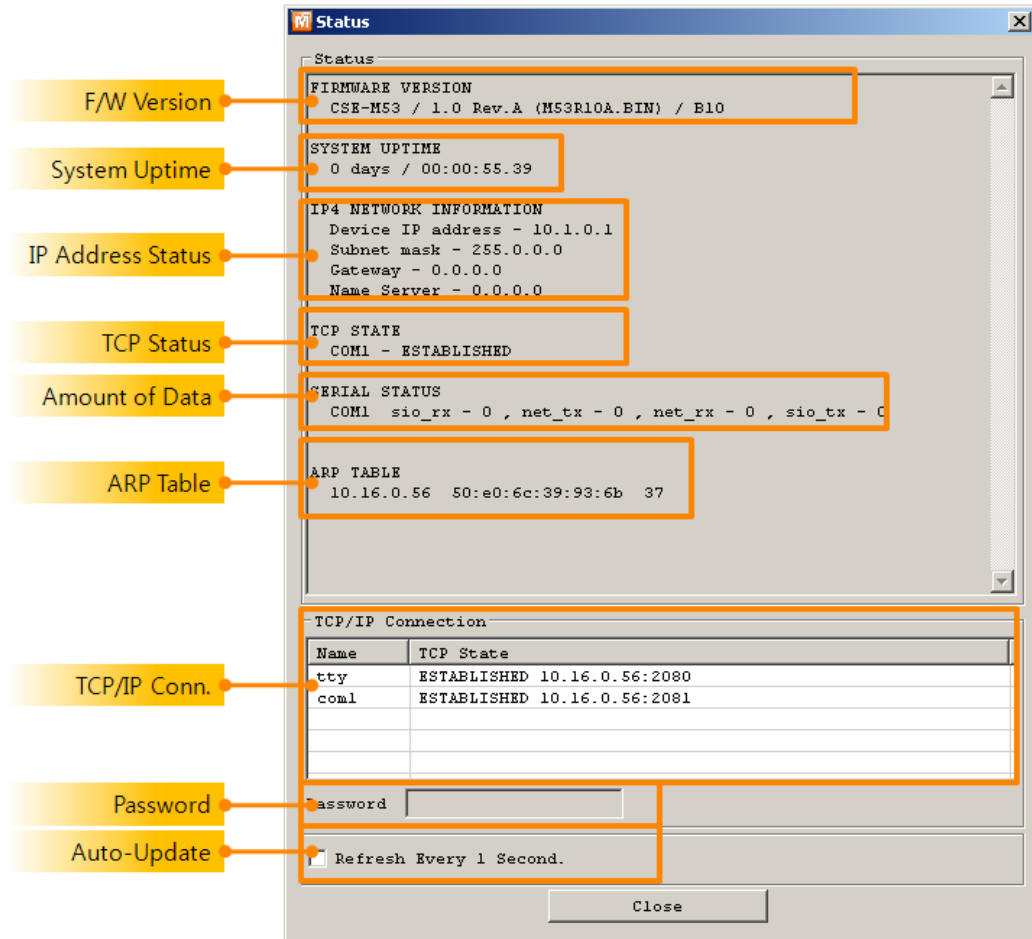 Status
Status
F/W Version
FIRMWARE VERSION
CSE-M53 / 1.0 Rev.A (M53R10A.BIN) / B10
System Uptime
SYSTEM UPTIME
0 days / 00:00:55.39
IP Address Status
IP4 NETWORK INFORMATION
Device IP address - 10.1.0.1
Subnet mask - 255.0.0.0
Gateway - 0.0.0.0
Name Server - 0.0.0.0
TCP Status
TCP STATE
COM1 - ESTABLISHED
Amount of Data
SERIAL STATUS
COM1 sio_rx - 0 , net_tx - 0 , net_rx - 0 , sio_tx - 0
ARP Table
ARP TABLE
10.16.0.56 50:e0:6c:39:93:6b 37
TCP/IP Conn.
TCP/IP Connection
Name TCP State
tty ESTABLISHED 10.16.0.56:2080
com1 ESTABLISHED 10.16.0.56:2081
Password
Password
Auto-Update
Refresh Every 1 Second.
Close